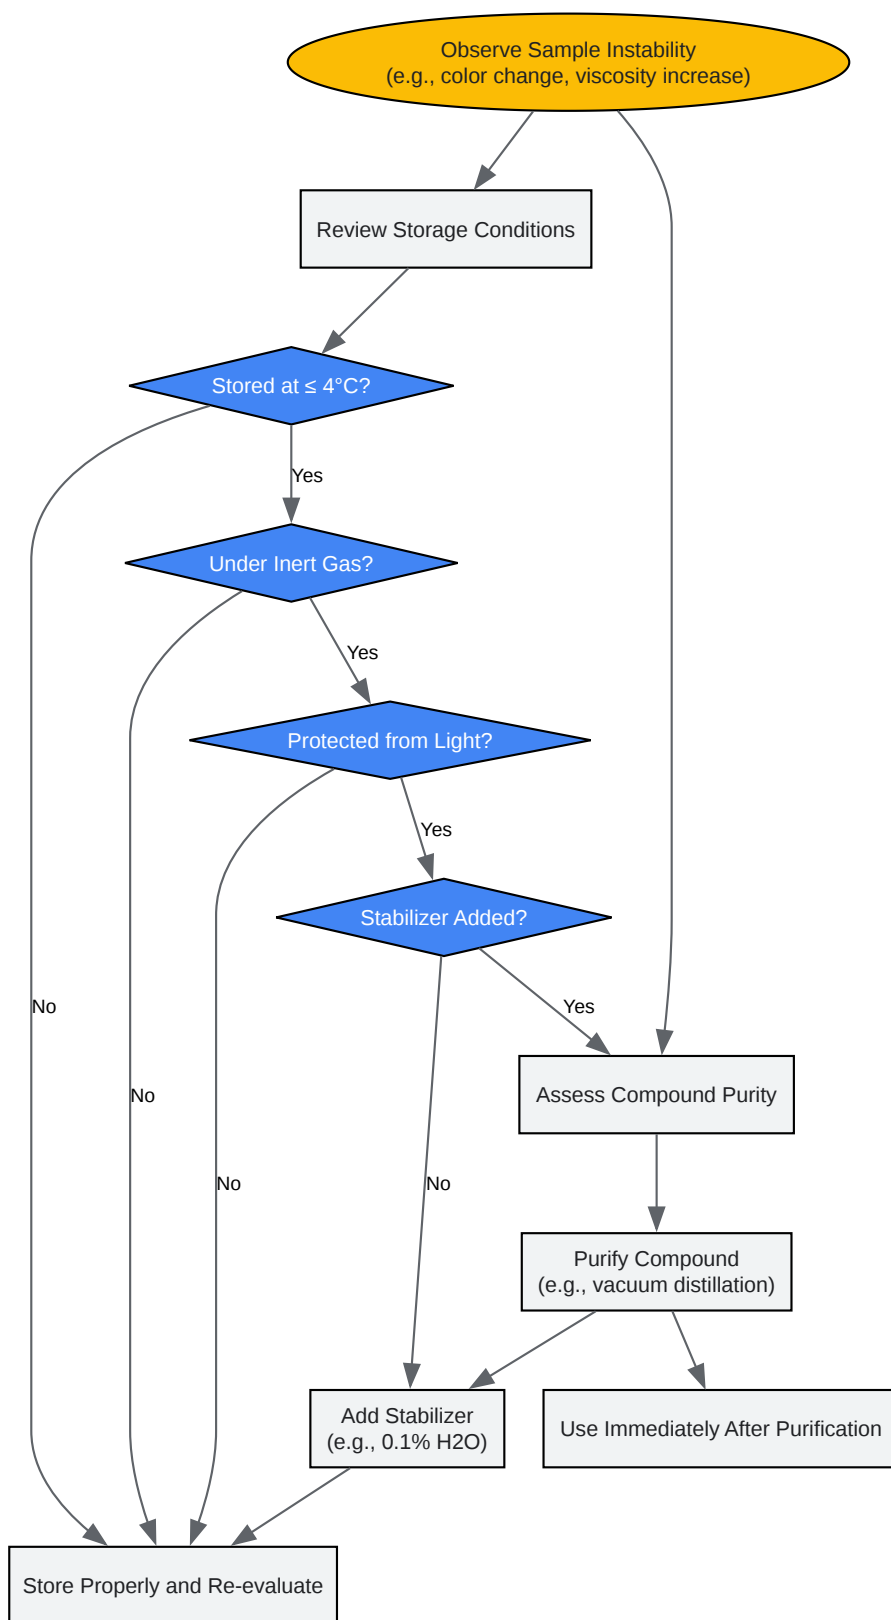 Observe Sample Instability
(e.g., color change, viscosity increase)
Review Storage Conditions
Stored at ≤ 4°C?
Yes
Under Inert Gas?
Yes
Protected from Light?
Yes
Stabilizer Added?
No
Yes
Assess Compound Purity
No
No
No
Purify Compound
(e.g., vacuum distillation)
Add Stabilizer
(e.g., 0.1% H2O)
Use Immediately After Purification
Store Properly and Re-evaluate